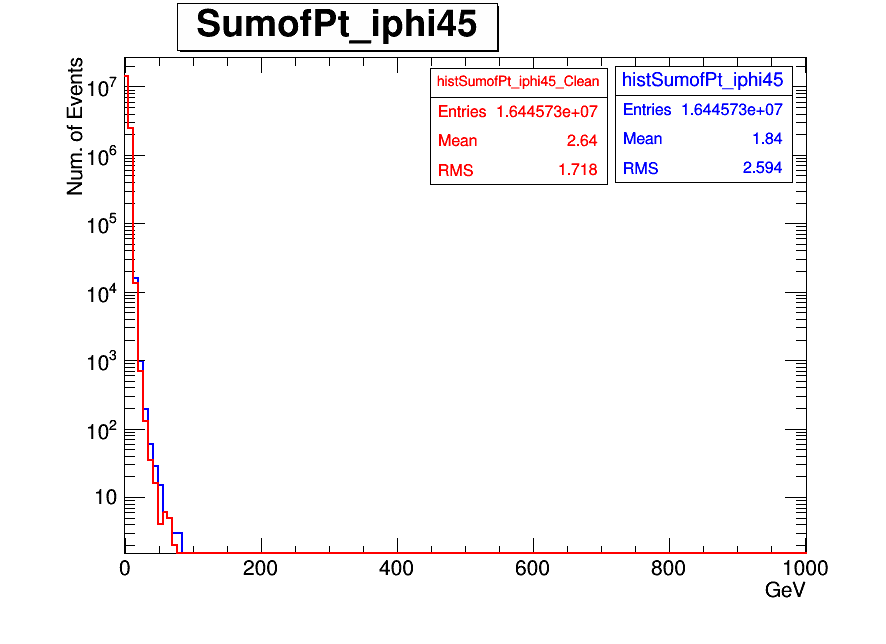 SumofPt_iphi45
Num. of Events
histSumofPt_iphi45_Clean
Entries 1.644573e+07
Mean 2.64
RMS 1.718
histSumofPt_iphi45
Entries 1.644573e+07
Mean 1.84
RMS 2.594
10^7
10^6
10^5
10^4
10^3
10^2
10
0 200 400 600 800 1000
GeV